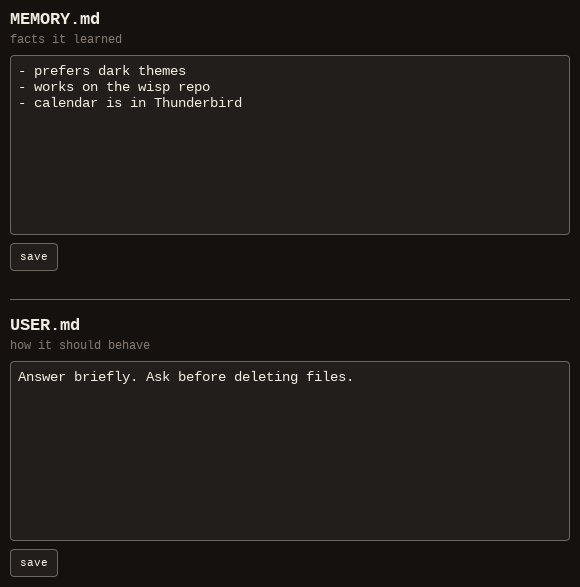 MEMORY.md
facts it learned
- prefers dark themes
- works on the wisp repo
- calendar is in Thunderbird
save
USER.md
how it should behave
Answer briefly. Ask before deleting files.
save